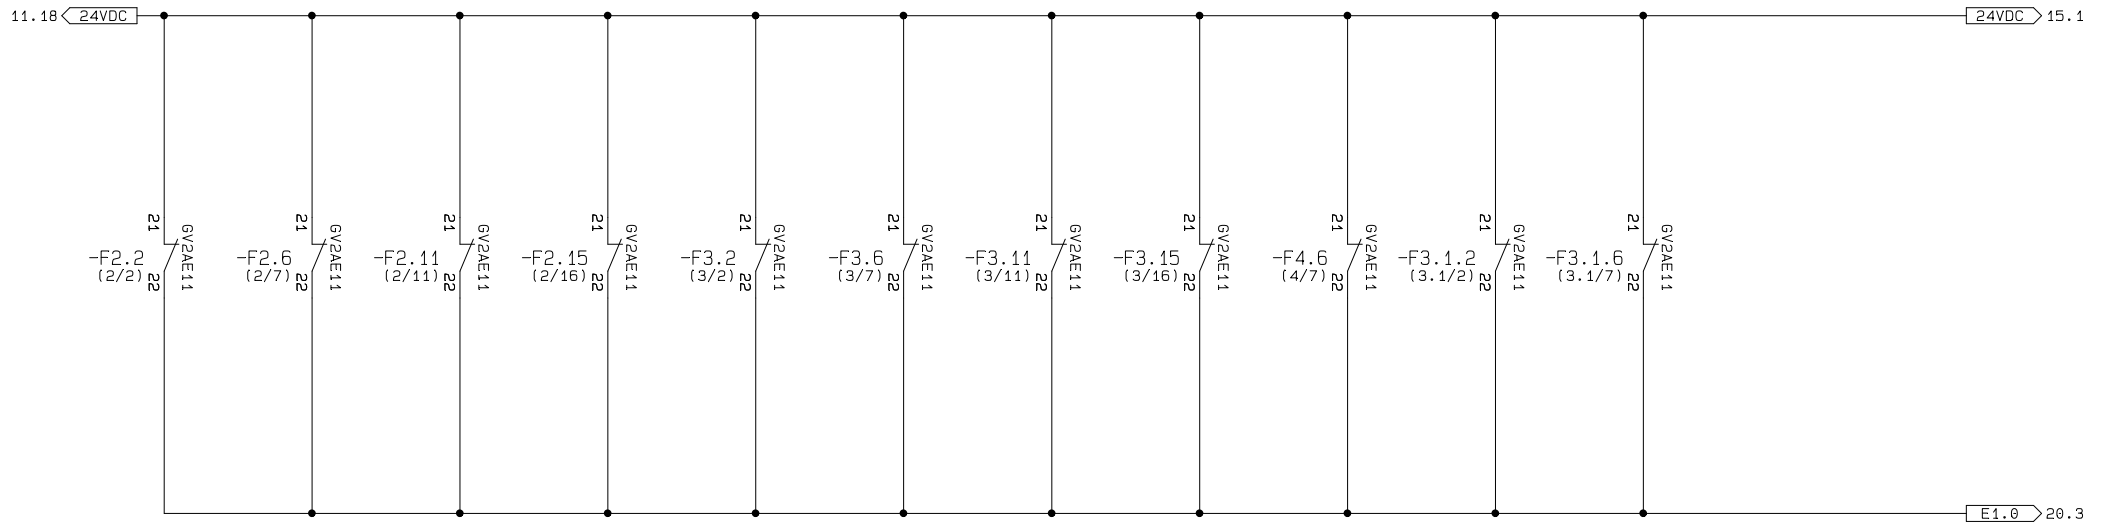 11.18 24VDC
24VDC 15.1
21
-F2.2
(2/2)
22
GV2AE11
21
-F2.6
(2/7)
22
GV2AE11
21
-F2.11
(2/11)
22
GV2AE11
21
-F2.15
(2/16)
22
GV2AE11
21
-F3.2
(3/2)
22
GV2AE11
21
-F3.6
(3/7)
22
GV2AE11
21
-F3.11
(3/11)
22
GV2AE11
21
-F3.15
(3/16)
22
GV2AE11
21
-F4.6
(4/7)
22
GV2AE11
21
-F3.1.2
(3.1/2)
22
GV2AE11
21
-F3.1.6
(3.1/7)
22
GV2AE11
E1.0 20.3